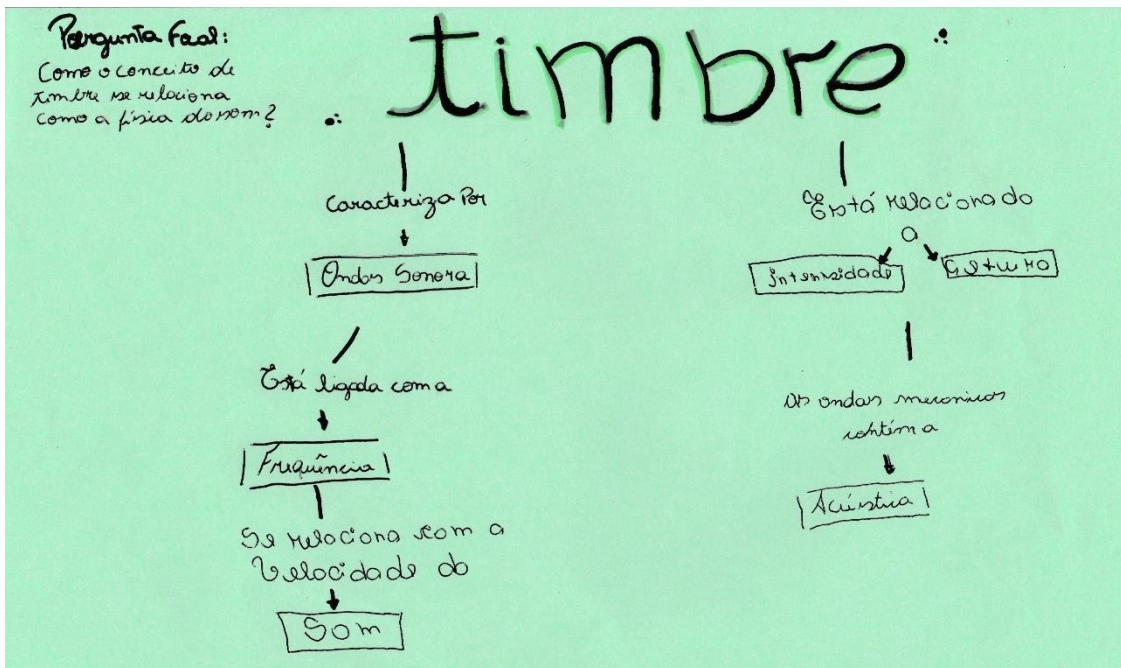 Pergunta Focal:
Como o conceito de
timbre se relaciona
como a física do som?
timbre
Caracteriza Por
Ondas Sonora
Está ligada com a
Frequência
Se relaciona com a
Velocidade do
Som
Está relacionado
a
Intensidade
As ondas mecanicas
contém a
Acústica